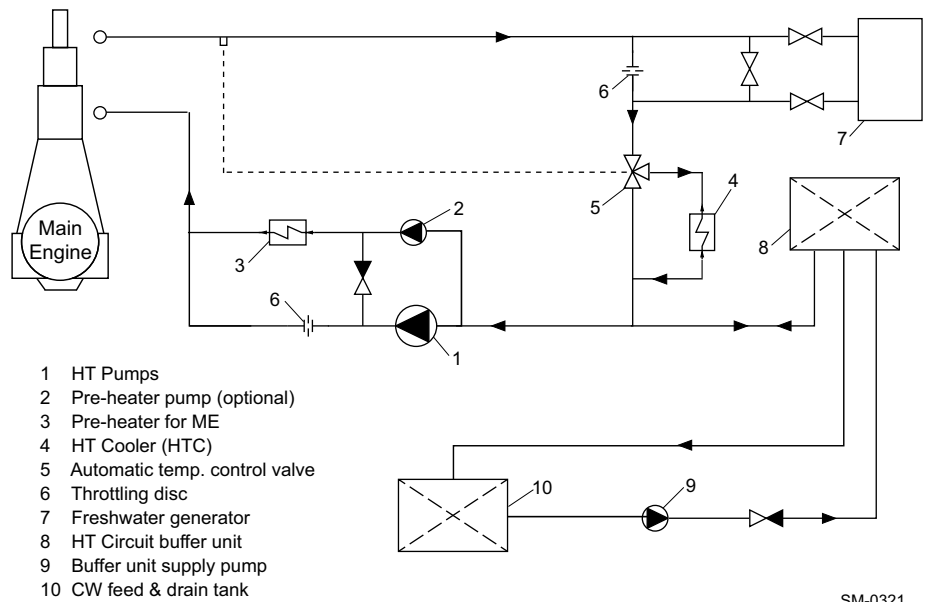 6
7
Main
Engine
2
5
4
8
3
6
1
1 HT Pumps
2 Pre-heater pump (optional)
3 Pre-heater for ME
4 HT Cooler (HTC)
5 Automatic temp. control valve
6 Throttling disc
7 Freshwater generator
8 HT Circuit buffer unit
9 Buffer unit supply pump
10 CW feed & drain tank
10
9
SM-0321